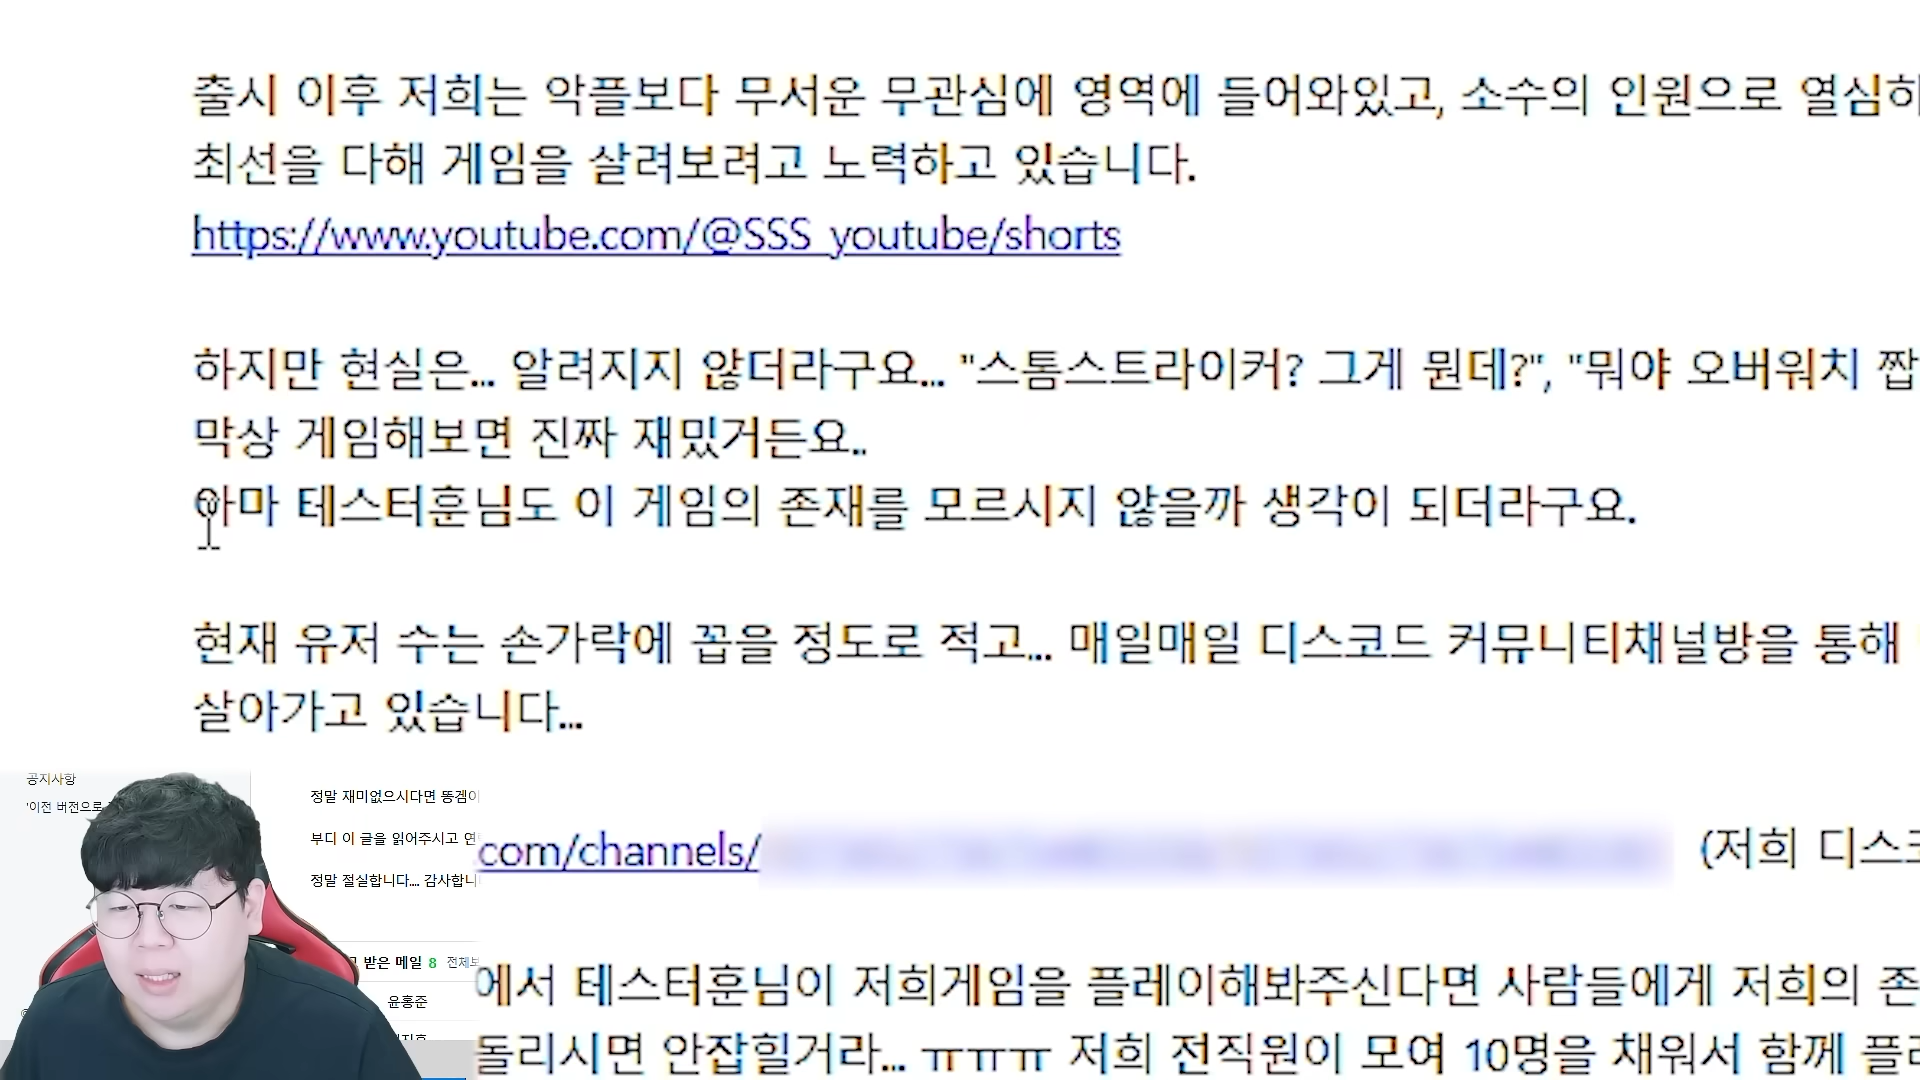 출시 이후 저희는 악플보다 무서운 무관심에 영역에 들어와있고, 소수의 인원으로 열심히
최선을 다해 게임을 살려보려고 노력하고 있습니다.
https://www.youtube.com/@SSS_youtube/shorts
하지만 현실은... 알려지지 않더라구요... "스톰스트라이커? 그게 뭔데?", "뭐야 오버워치 짭
막상 게임해보면 진짜 재밌거든요..
아마 테스터훈님도 이 게임의 존재를 모르시지 않을까 생각이 되더라구요.
현재 유저 수는 손가락에 꼽을 정도로 적고... 매일매일 디스코드 커뮤니티채널방을 통해
살아가고 있습니다...
공지사항
'이전 버전으로
정말 재미없으시다면 똥겜이
부디 이 글을 읽어주시고 연
정말 절실합니다.... 감사합니
.com/channels/
(저희 디스코
받은 메일 8 전체보
윤홍준
에서 테스터훈님이 저희게임을 플레이해봐주신다면 사람들에게 저희의 존
돌리시면 안잡힐거라... ㅠㅠㅠ 저희 전직원이 모여 10명을 채워서 함께 플레